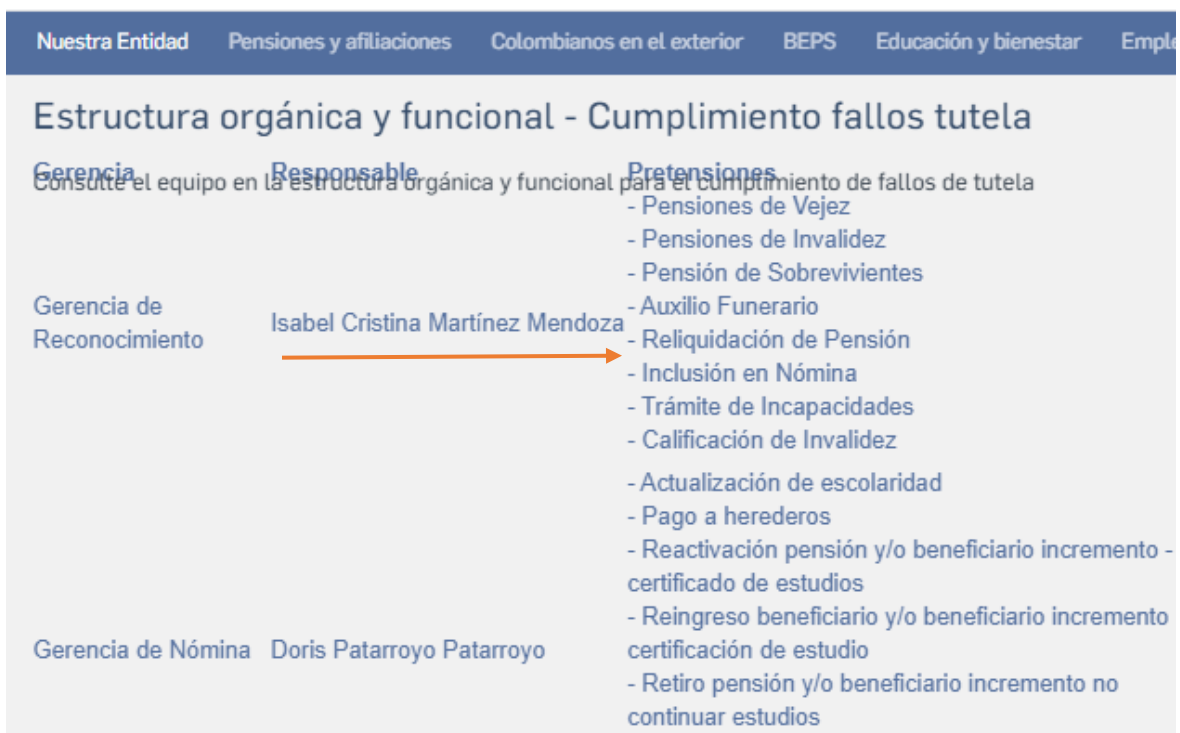 Nuestra Entidad Pensiones y afiliaciones Colombianos en el exterior BEPS Educación y bienestar Emple
Estructura orgánica y funcional - Cumplimiento fallos tutela
Gerencia Responsable Pretensiones
Consulte el equipo en la estructura orgánica y funcional para el cumplimiento de fallos de tutela
- Pensiones de Vejez
- Pensiones de Invalidez
- Pensión de Sobrevivientes
Gerencia de - Auxilio Funerario
Isabel Cristina Martínez Mendoza
Reconocimiento - Reliquidación de Pensión
- Inclusión en Nómina
- Trámite de Incapacidades
- Calificación de Invalidez
- Actualización de escolaridad
- Pago a herederos
- Reactivación pensión y/o beneficiario incremento -
certificado de estudios
- Reingreso beneficiario y/o beneficiario incremento
Gerencia de Nómina Doris Patarroyo Patarroyo certificación de estudio
- Retiro pensión y/o beneficiario incremento no
continuar estudios